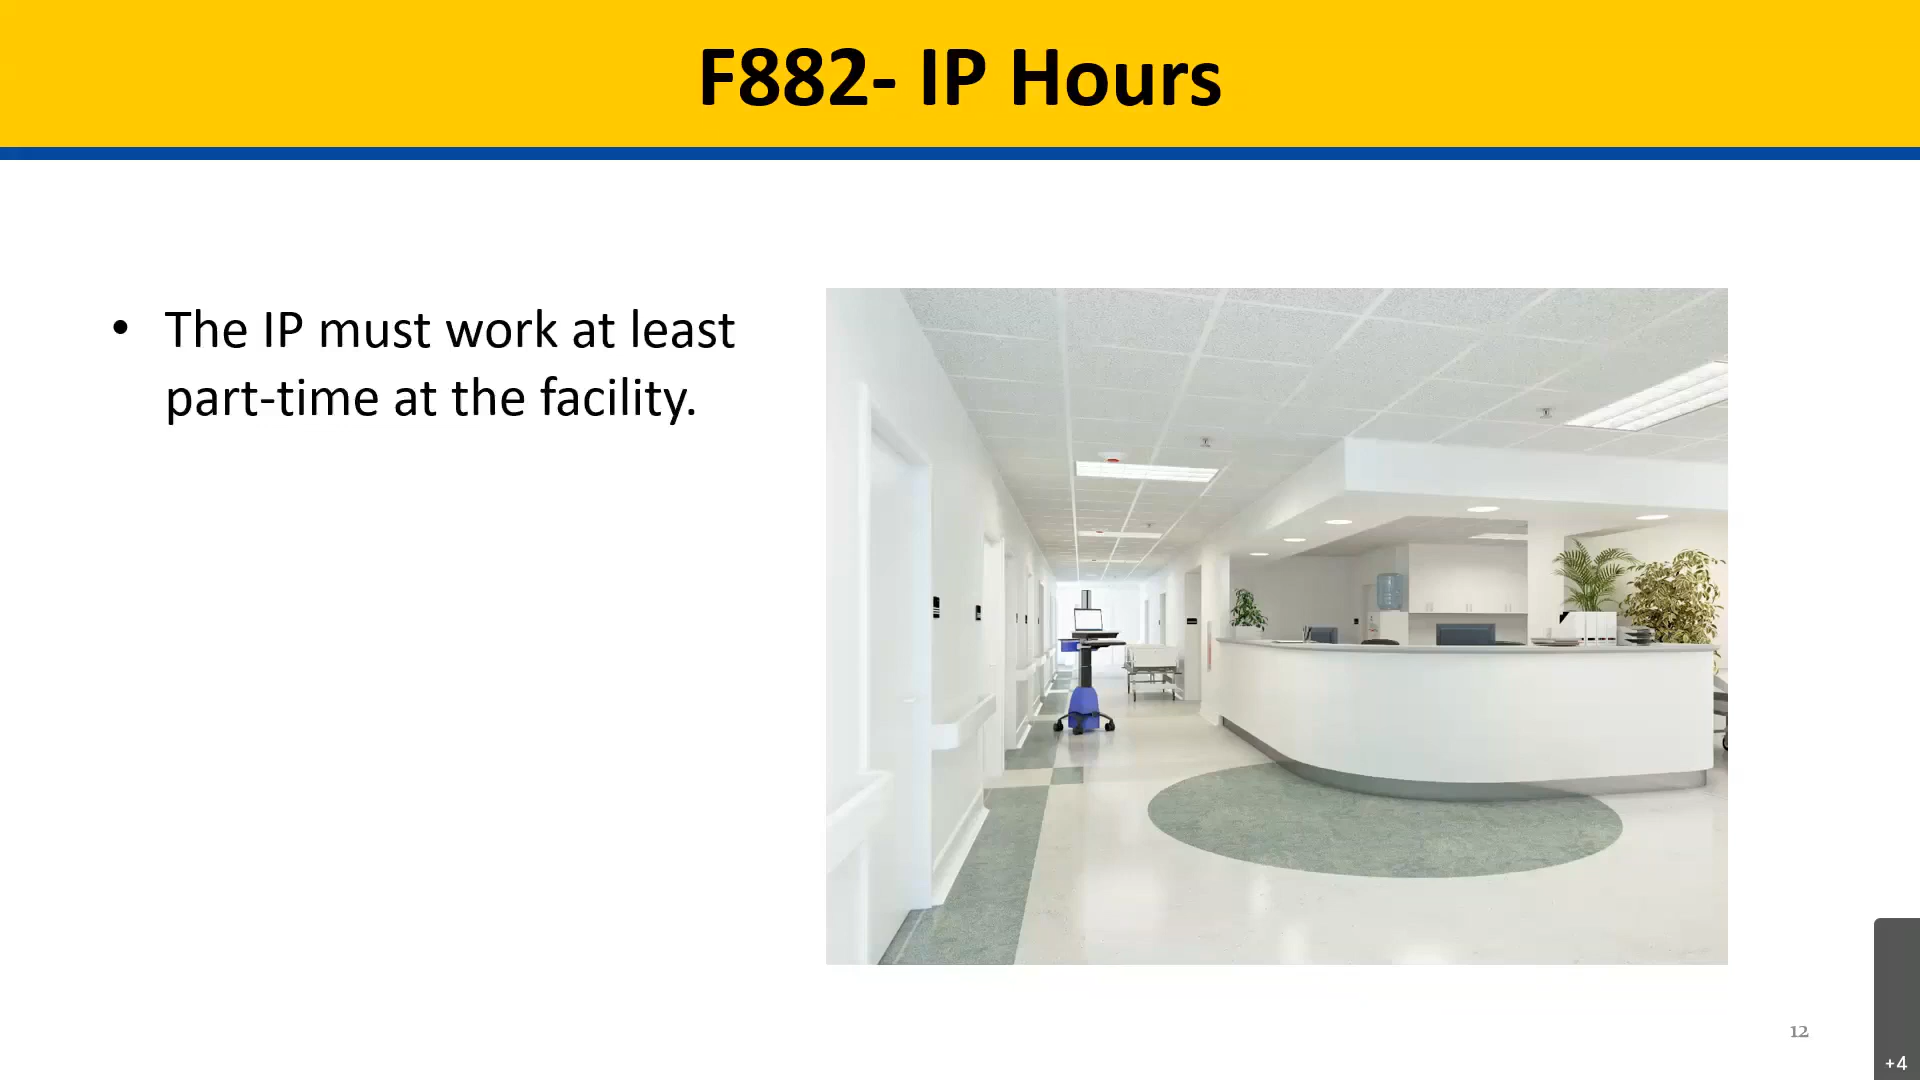 F882- IP Hours
• The IP must work at least
part-time at the facility.
12
+4